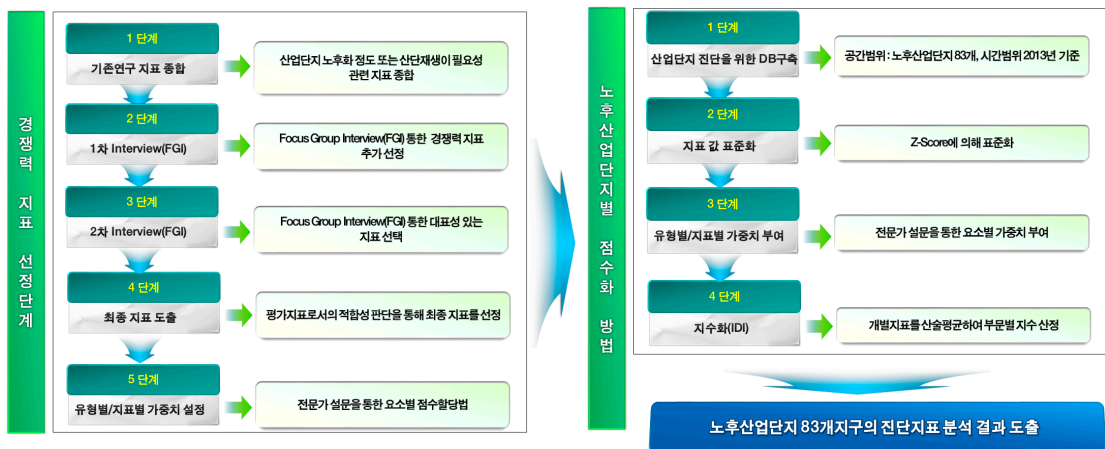 경쟁력 지표 선정단계
1 단계
기존연구 지표 종합
산업단지 노후화 정도 또는 산단재생이 필요성
관련 지표 종합
2 단계
1차 Interview(FGI)
Focus Group Interview(FGI) 통한 경쟁력 지표
추가 선정
3 단계
2차 Interview(FGI)
Focus Group Interview(FGI) 통한 대표성 있는
지표 선택
4 단계
최종 지표 도출
평가지표로서의 적합성 판단을 통해 최종 지표를 선정
5 단계
유형별/지표별 가중치 설정
전문가 설문을 통한 요소별 점수할당법
노후산업단지별 점수화 방법
1 단계
산업단지 진단을 위한 DB구축
공간범위 : 노후산업단지 83개, 시간범위 2013년 기준
2 단계
지표 값 표준화
Z-Score에 의해 표준화
3 단계
유형별/지표별 가중치 부여
전문가 설문을 통한 요소별 가중치 부여
4 단계
지수화(IDI)
개별지표를 산술평균하여 부문별 지수 산정
노후산업단지 83개지구의 진단지표 분석 결과 도출